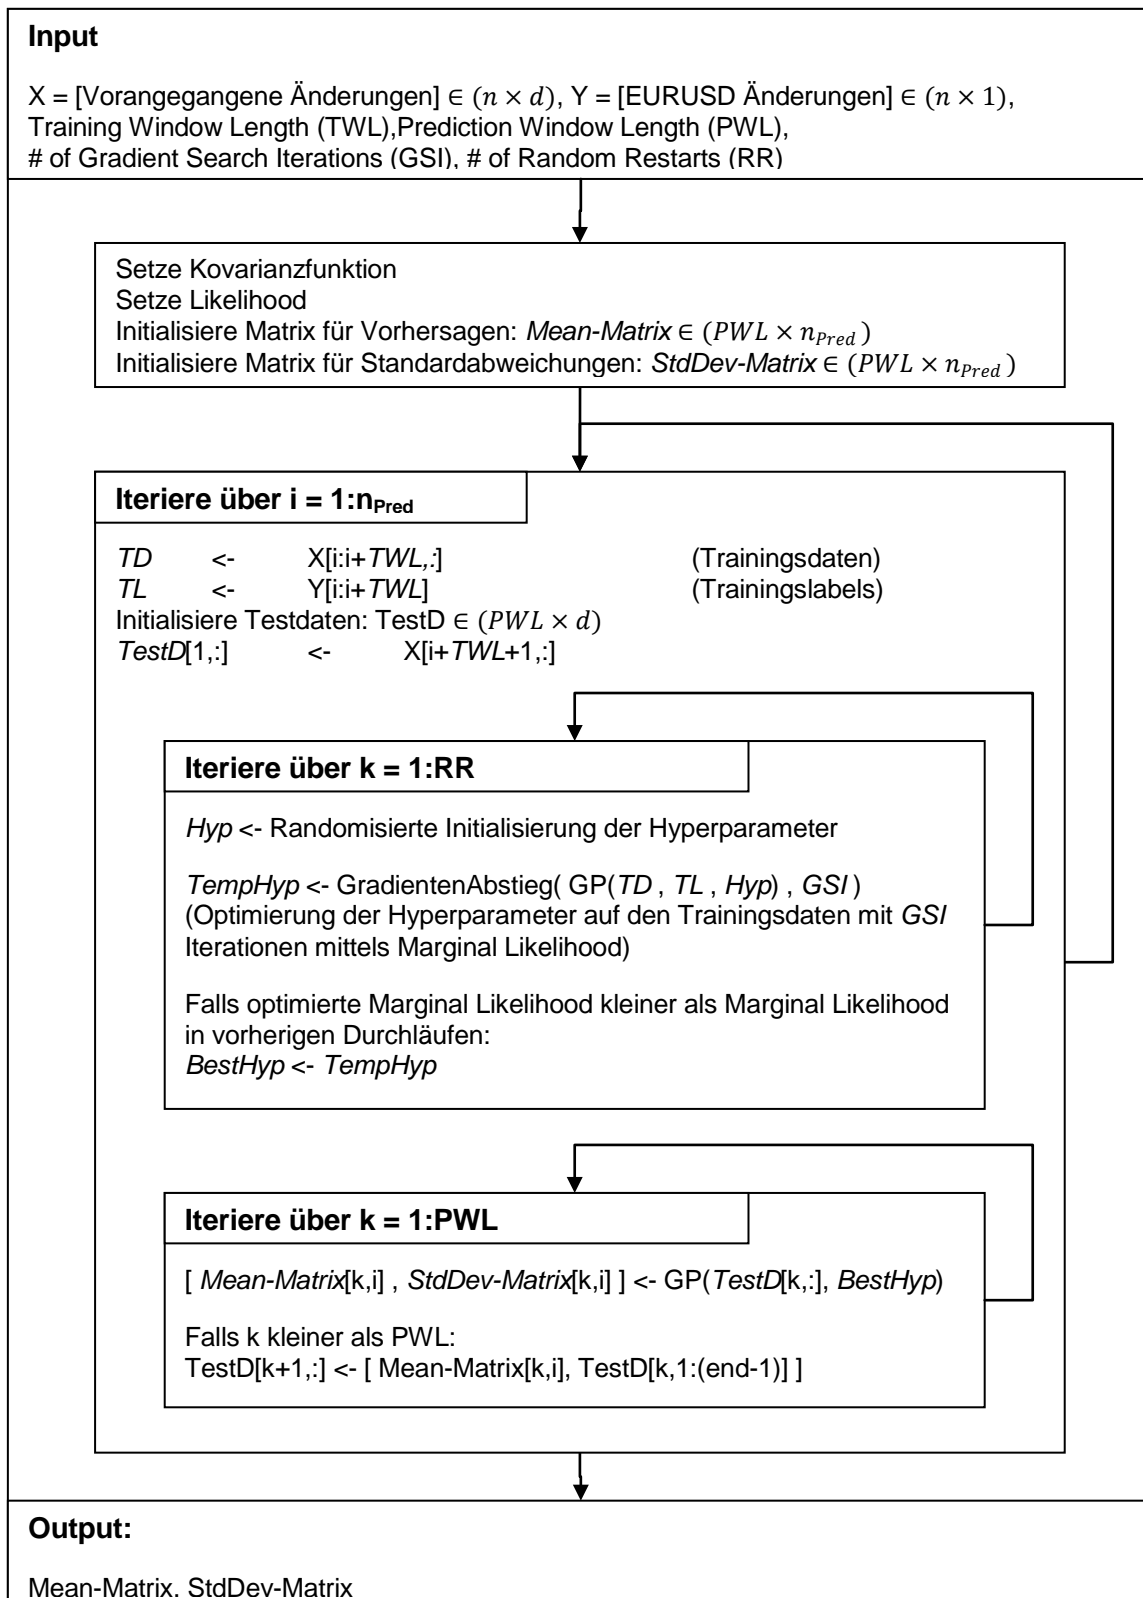 Input
X = [Vorangegangene Änderungen] ∈ (n × d), Y = [EURUSD Änderungen] ∈ (n × 1),
Training Window Length (TWL),Prediction Window Length (PWL),
# of Gradient Search Iterations (GSI), # of Random Restarts (RR)
Setze Kovarianzfunktion
Setze Likelihood
Initialisiere Matrix für Vorhersagen: Mean-Matrix ∈ (PWL × n_Pred)
Initialisiere Matrix für Standardabweichungen: StdDev-Matrix ∈ (PWL × n_Pred)
Iteriere über i = 1:n_Pred
TD <- X[i:i+TWL,:] (Trainingsdaten)
TL <- Y[i:i+TWL] (Trainingslabels)
Initialisiere Testdaten: TestD ∈ (PWL × d)
TestD[1,:] <- X[i+TWL+1,:]
Iteriere über k = 1:RR
Hyp <- Randomisierte Initialisierung der Hyperparameter
TempHyp <- GradientenAbstieg( GP(TD , TL , Hyp) , GSI )
(Optimierung der Hyperparameter auf den Trainingsdaten mit GSI
Iterationen mittels Marginal Likelihood)
Falls optimierte Marginal Likelihood kleiner als Marginal Likelihood
in vorherigen Durchläufen:
BestHyp <- TempHyp
Iteriere über k = 1:PWL
[ Mean-Matrix[k,i] , StdDev-Matrix[k,i] ] <- GP(TestD[k,:], BestHyp)
Falls k kleiner als PWL:
TestD[k+1,:] <- [ Mean-Matrix[k,i], TestD[k,1:(end-1)] ]
Output:
Mean-Matrix, StdDev-Matrix